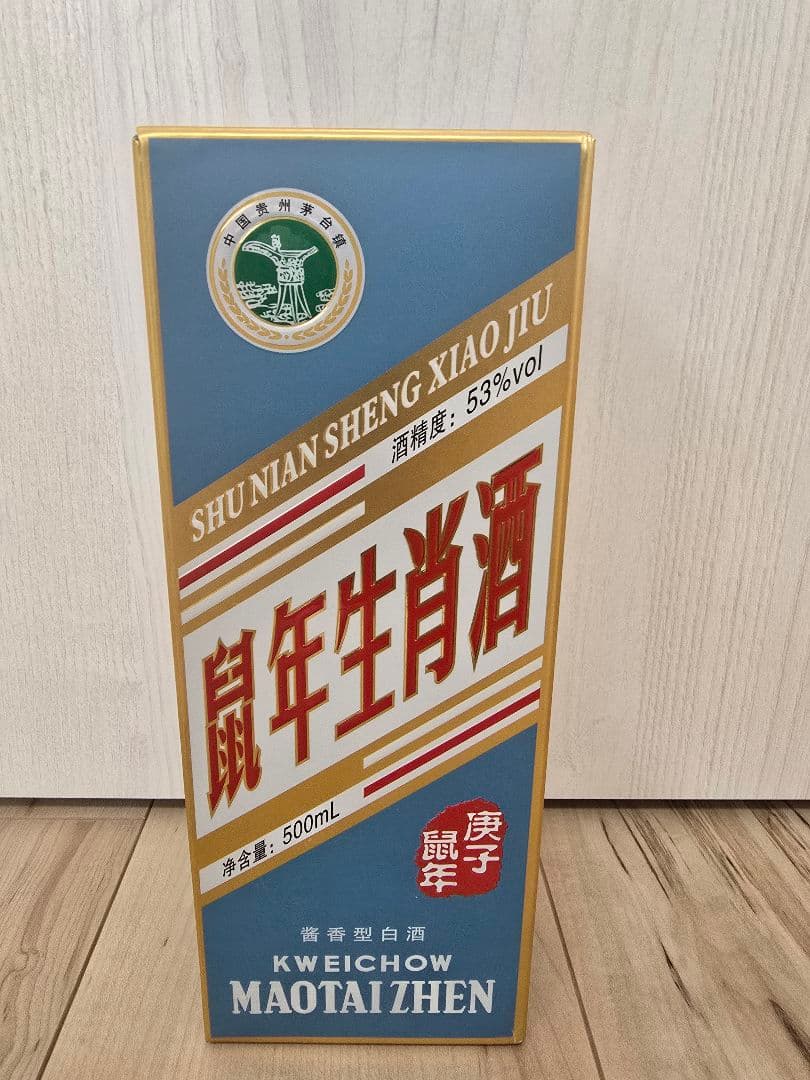 中国贵州茅台镇
SHU NIAN SHENG XIAO JIU
酒精度：53%vol
鼠年生肖酒
净含量：500mL
庚子
鼠年
酱香型白酒
KWEICHOW
MAOTAI ZHEN